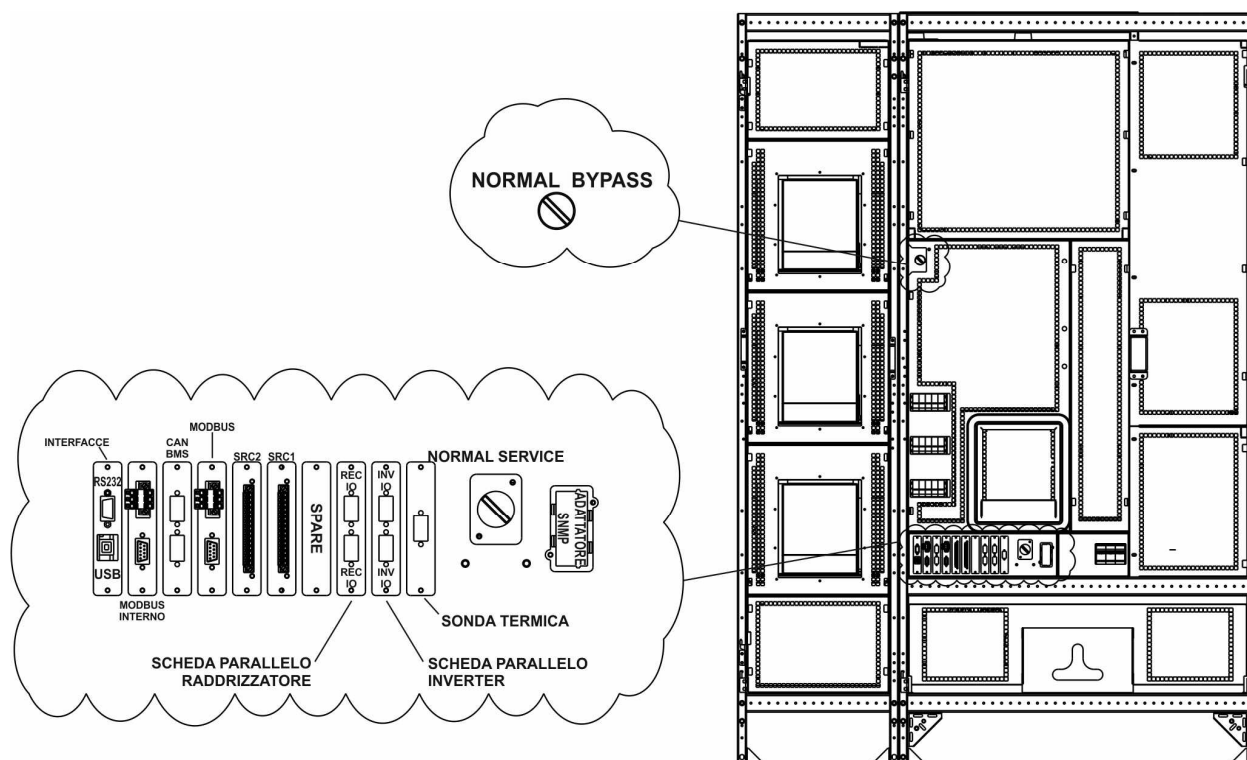 NORMAL BYPASS
INTERFACCE
RS232
USB
MODBUS
INTERNO
CAN
BMS
MODBUS
SRC2
SRC1
SPARE
REC
IO
REC
IO
INV
IO
INV
IO
NORMAL SERVICE
ADATTATORE
SNMP
SONDA TERMICA
SCHEDA PARALLELO
RADDRIZZATORE
SCHEDA PARALLELO
INVERTER